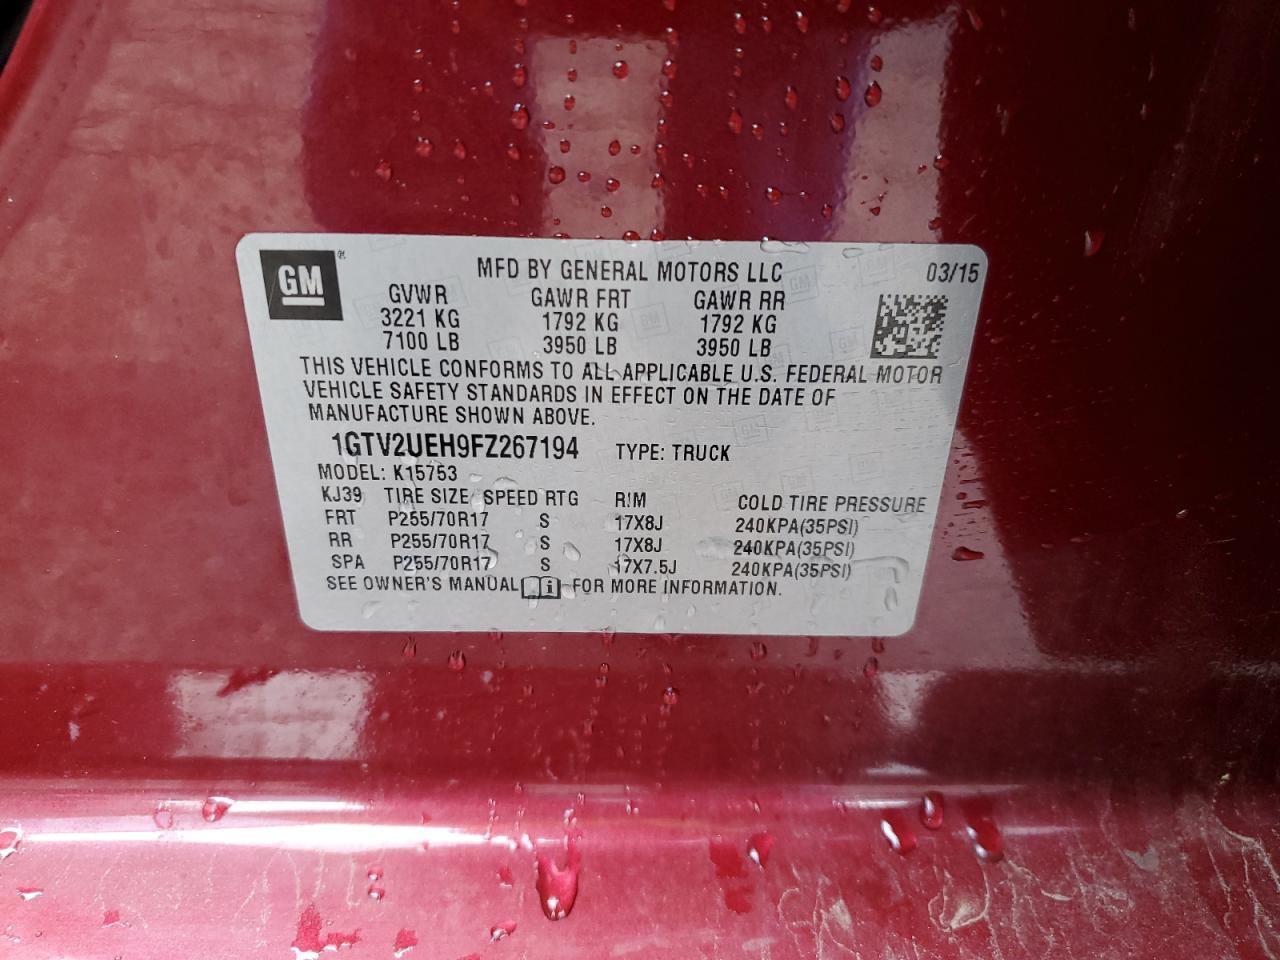 GM ®
MFD BY GENERAL MOTORS LLC 03/15
GVWR GAWR FRT GAWR RR
3221 KG 1792 KG 1792 KG
7100 LB 3950 LB 3950 LB
THIS VEHICLE CONFORMS TO ALL APPLICABLE U.S. FEDERAL MOTOR
VEHICLE SAFETY STANDARDS IN EFFECT ON THE DATE OF
MANUFACTURE SHOWN ABOVE.
1GTV2UEH9FZ267194 TYPE: TRUCK
MODEL: K15753
KJ39 TIRE SIZE SPEED RTG RIM COLD TIRE PRESSURE
FRT P255/70R17 S 17X8J 240KPA(35PSI)
RR P255/70R17 S 17X8J 240KPA(35PSI)
SPA P255/70R17 S 17X7.5J 240KPA(35PSI)
SEE OWNER'S MANUAL i FOR MORE INFORMATION.